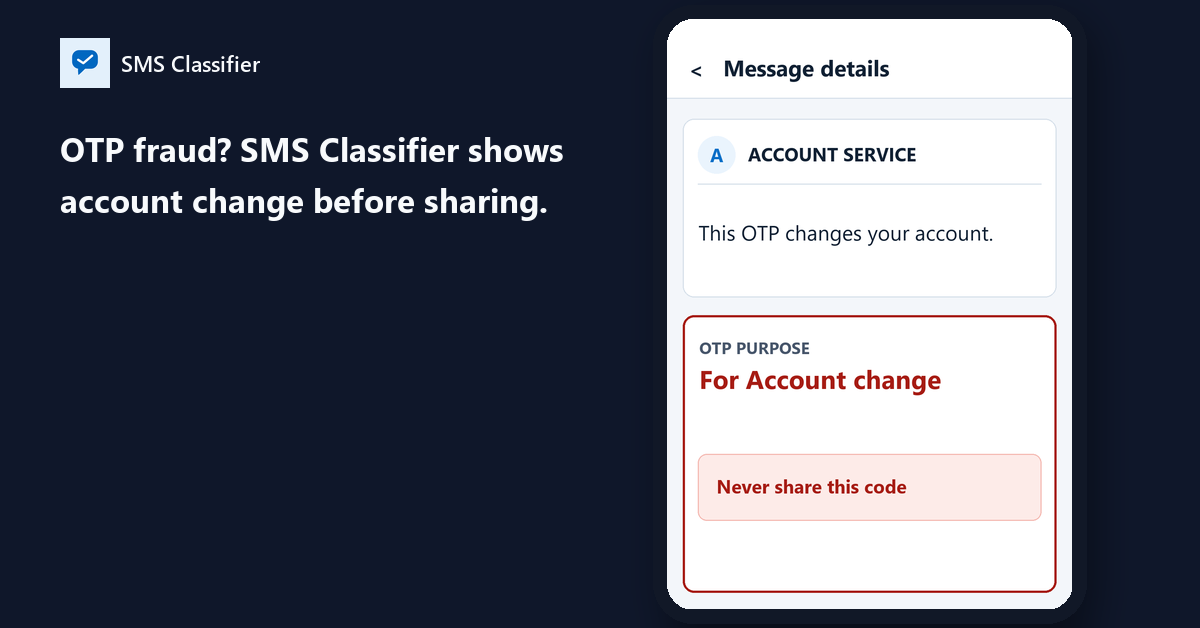 SMS Classifier
OTP fraud? SMS Classifier shows
account change before sharing.
< Message details
A ACCOUNT SERVICE
This OTP changes your account.
OTP PURPOSE
For Account change
Never share this code